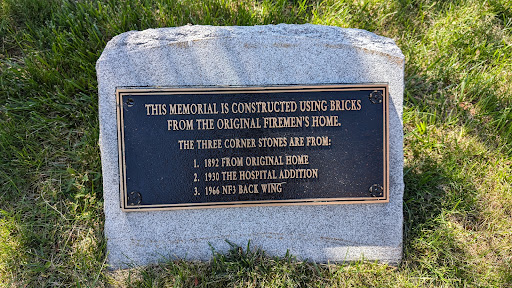 THIS MEMORIAL IS CONSTRUCTED USING BRICKS
FROM THE ORIGINAL FIREMEN'S HOME.
THE THREE CORNER STONES ARE FROM:
1. 1892 FROM ORIGINAL HOME
2. 1930 THE HOSPITAL ADDITION
3. 1966 NF3 BACK WING